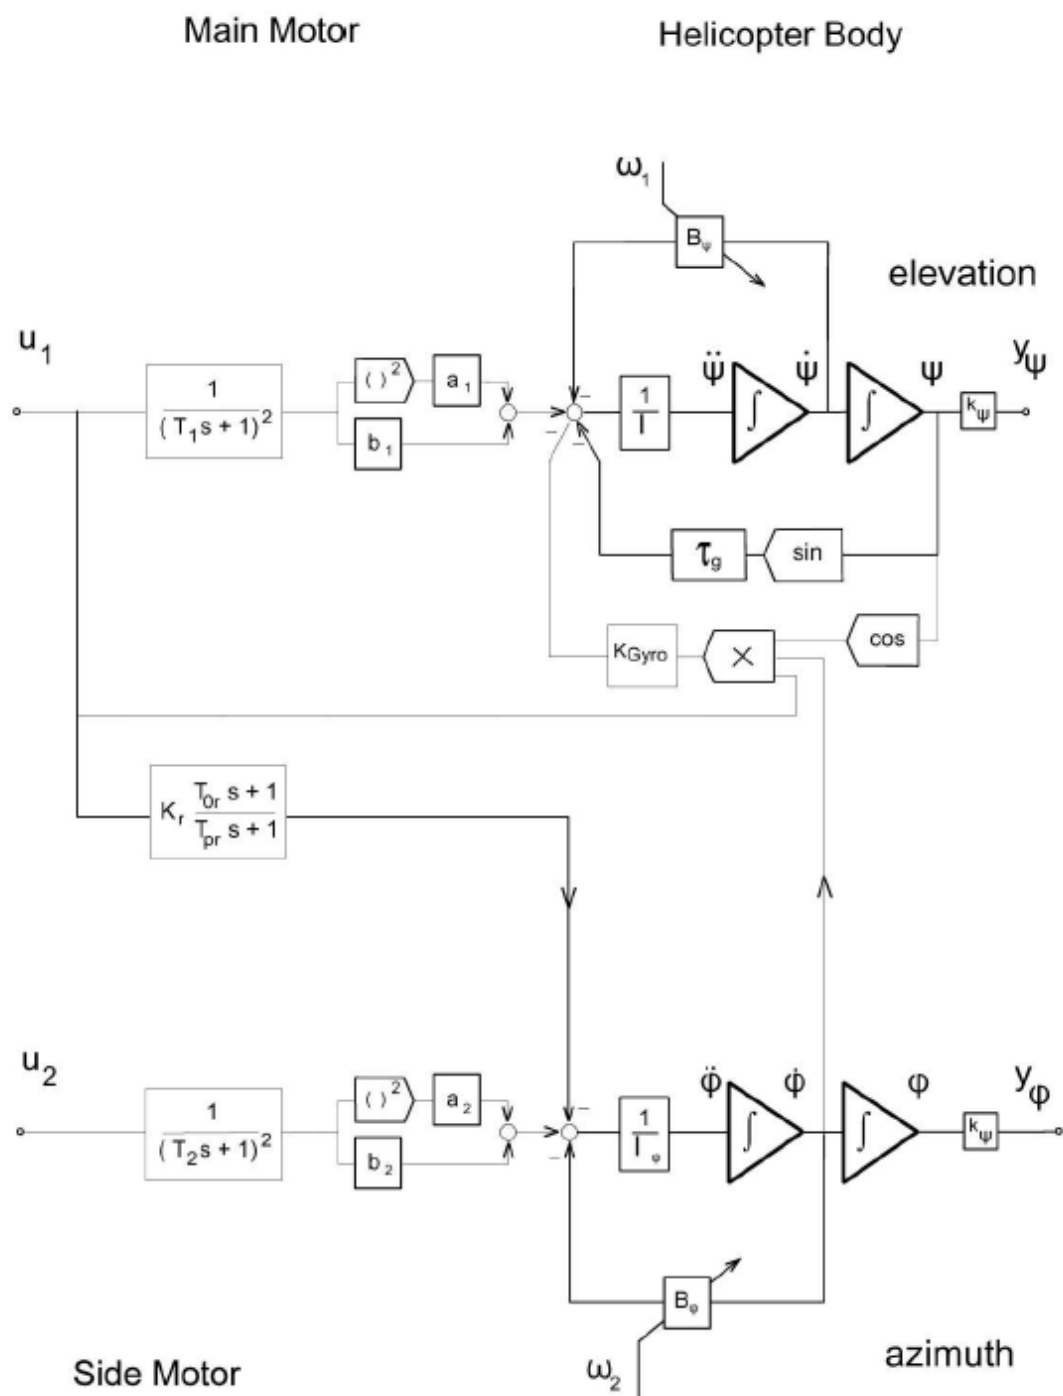 Main Motor Helicopter Body
ω1
Bψ
elevation
u1
1
(T1s + 1)²
( )²
a1
b1
−
−
−
1
I
ψ̈
∫
ψ̇
∫
ψ
kψ
yψ
τg
sin
cos
KGyro
×
Kr
T0r s + 1
Tpr s + 1
u2
1
(T2s + 1)²
( )²
a2
b2
−
−
1
Iφ
φ̈
∫
φ̇
∫
φ
kψ
yφ
Bφ
ω2
azimuth
Side Motor